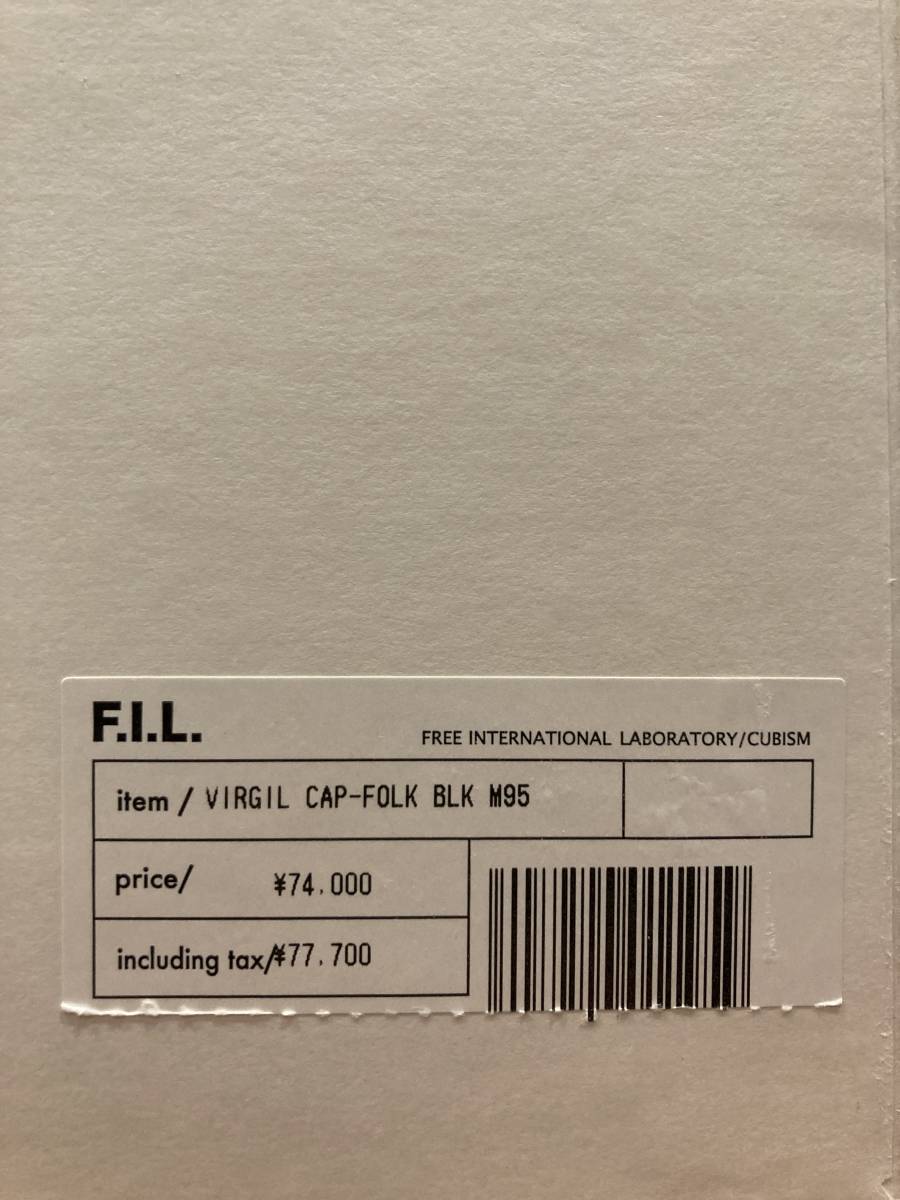 F.I.L.
FREE INTERNATIONAL LABORATORY/CUBISM
item / VIRGIL CAP-FOLK BLK M95
price/ ¥74,000
including tax/¥77,700